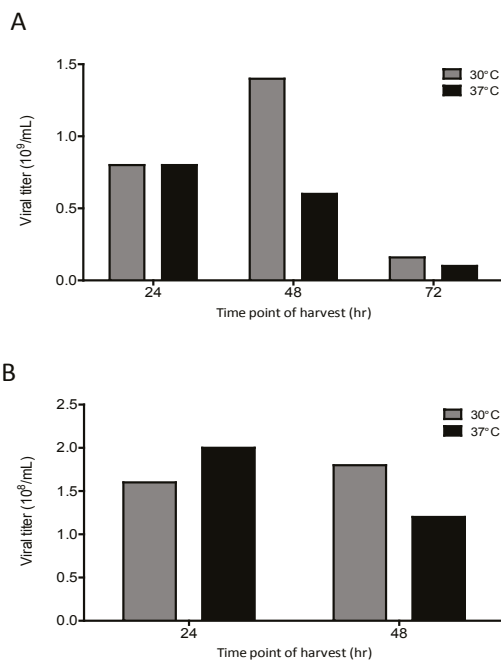 A
1.5
1.0
0.5
0.0
Viral titer (10⁹/mL)
30°C
37°C
24 48 72
Time point of harvest (hr)
B
2.5
2.0
1.5
1.0
0.5
0.0
Viral titer (10⁸/mL)
30°C
37°C
24 48
Time point of harvest (hr)